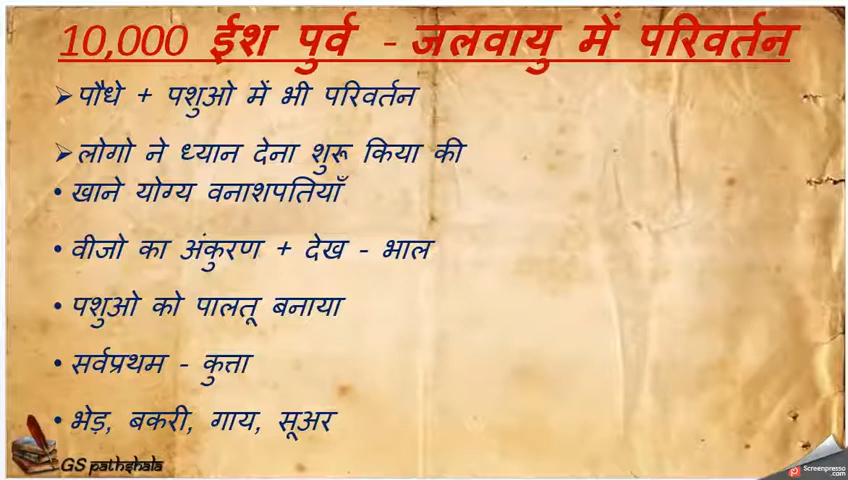 10,000 ईश पुर्व - जलवायु में परिवर्तन
➢पौधे + पशुओ में भी परिवर्तन
➢लोगो ने ध्यान देना शुरू किया की
• खाने योग्य वनाशपतियाँ
• वीजो का अंकुरण + देख - भाल
• पशुओ को पालतू बनाया
• सर्वप्रथम - कुत्ता
• भेड़, बकरी, गाय, सूअर
GS pathshala
Screenpresso
.com